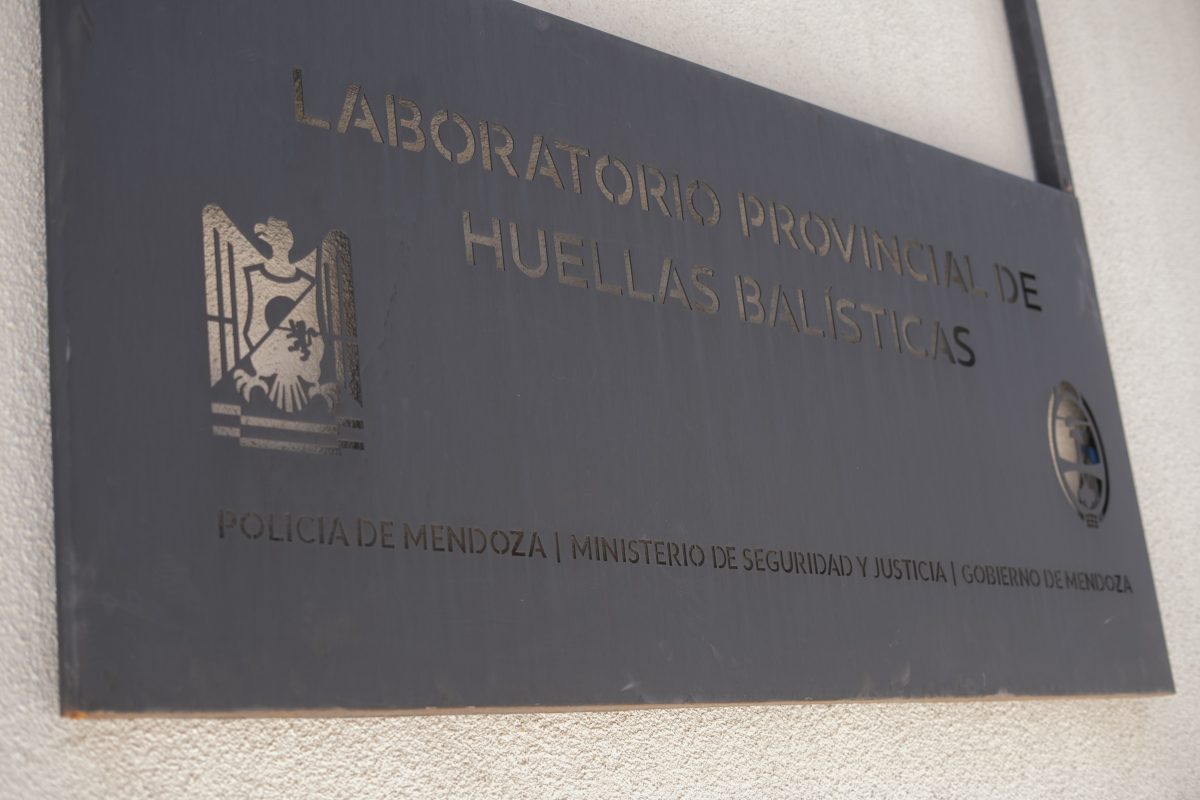 LABORATORIO PROVINCIAL DE
HUELLAS BALÍSTICAS
POLICIA DE MENDOZA | MINISTERIO DE SEGURIDAD Y JUSTICIA | GOBIERNO DE MENDOZA